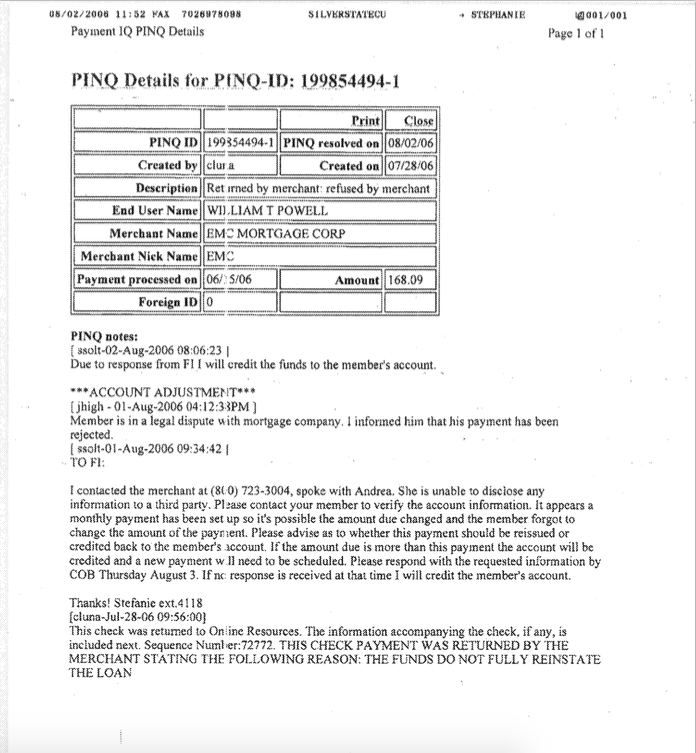 08/02/2006 11:52 FAX 7026978098 SILVERSTATECU → STEPHANIE 001/001
Payment IQ PINQ Details Page 1 of 1
PINQ Details for PINQ-ID: 199854494-1
Print Close
PINQ ID 199854494-1 PINQ resolved on 08/02/06
Created by Created on 07/28/06
Description Returned by merchant: refused by merchant
End User Name WILLIAM T POWELL
Merchant Name EMC MORTGAGE CORP
Merchant Nick Name EMC
Payment processed on Amount 168.09
Foreign ID 0
PINQ notes:
[ ssolt-02-Aug-2006 08:06:23 ]
Due to response from FI I will credit the funds to the member's account.
***ACCOUNT ADJUSTMENT***
[ jhigh - 01-Aug-2006 04:12:33PM ]
Member is in a legal dispute with mortgage company. I informed him that his payment has been
rejected.
[ ssolt-01-Aug-2006 09:34:42 ]
TO FI:
I contacted the merchant at (800) 723-3004, spoke with Andrea. She is unable to disclose any
information to a third party. Please contact your member to verify the account information. It appears a
monthly payment has been set up so it's possible the amount due changed and the member forgot to
change the amount of the payment. Please advise as to whether this payment should be reissued or
credited back to the member's account. If the amount due is more than this payment the account will be
credited and a new payment will need to be scheduled. Please respond with the requested information by
COB Thursday August 3. If no response is received at that time I will credit the member's account.
Thanks! Stefanie ext.4118
[cluna-Jul-28-06 09:56:00]
This check was returned to Online Resources. The information accompanying the check, if any, is
included next. Sequence Number:72772. THIS CHECK PAYMENT WAS RETURNED BY THE
MERCHANT STATING THE FOLLOWING REASON: THE FUNDS DO NOT FULLY REINSTATE
THE LOAN